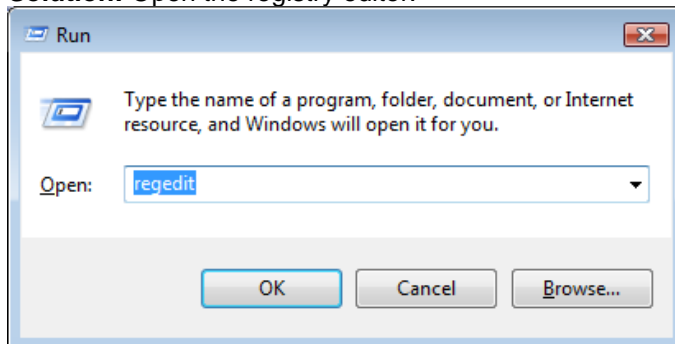 Solution: Open the registry editor.
Run
Type the name of a program, folder, document, or Internet
resource, and Windows will open it for you.
Open: regedit
OK Cancel Browse...